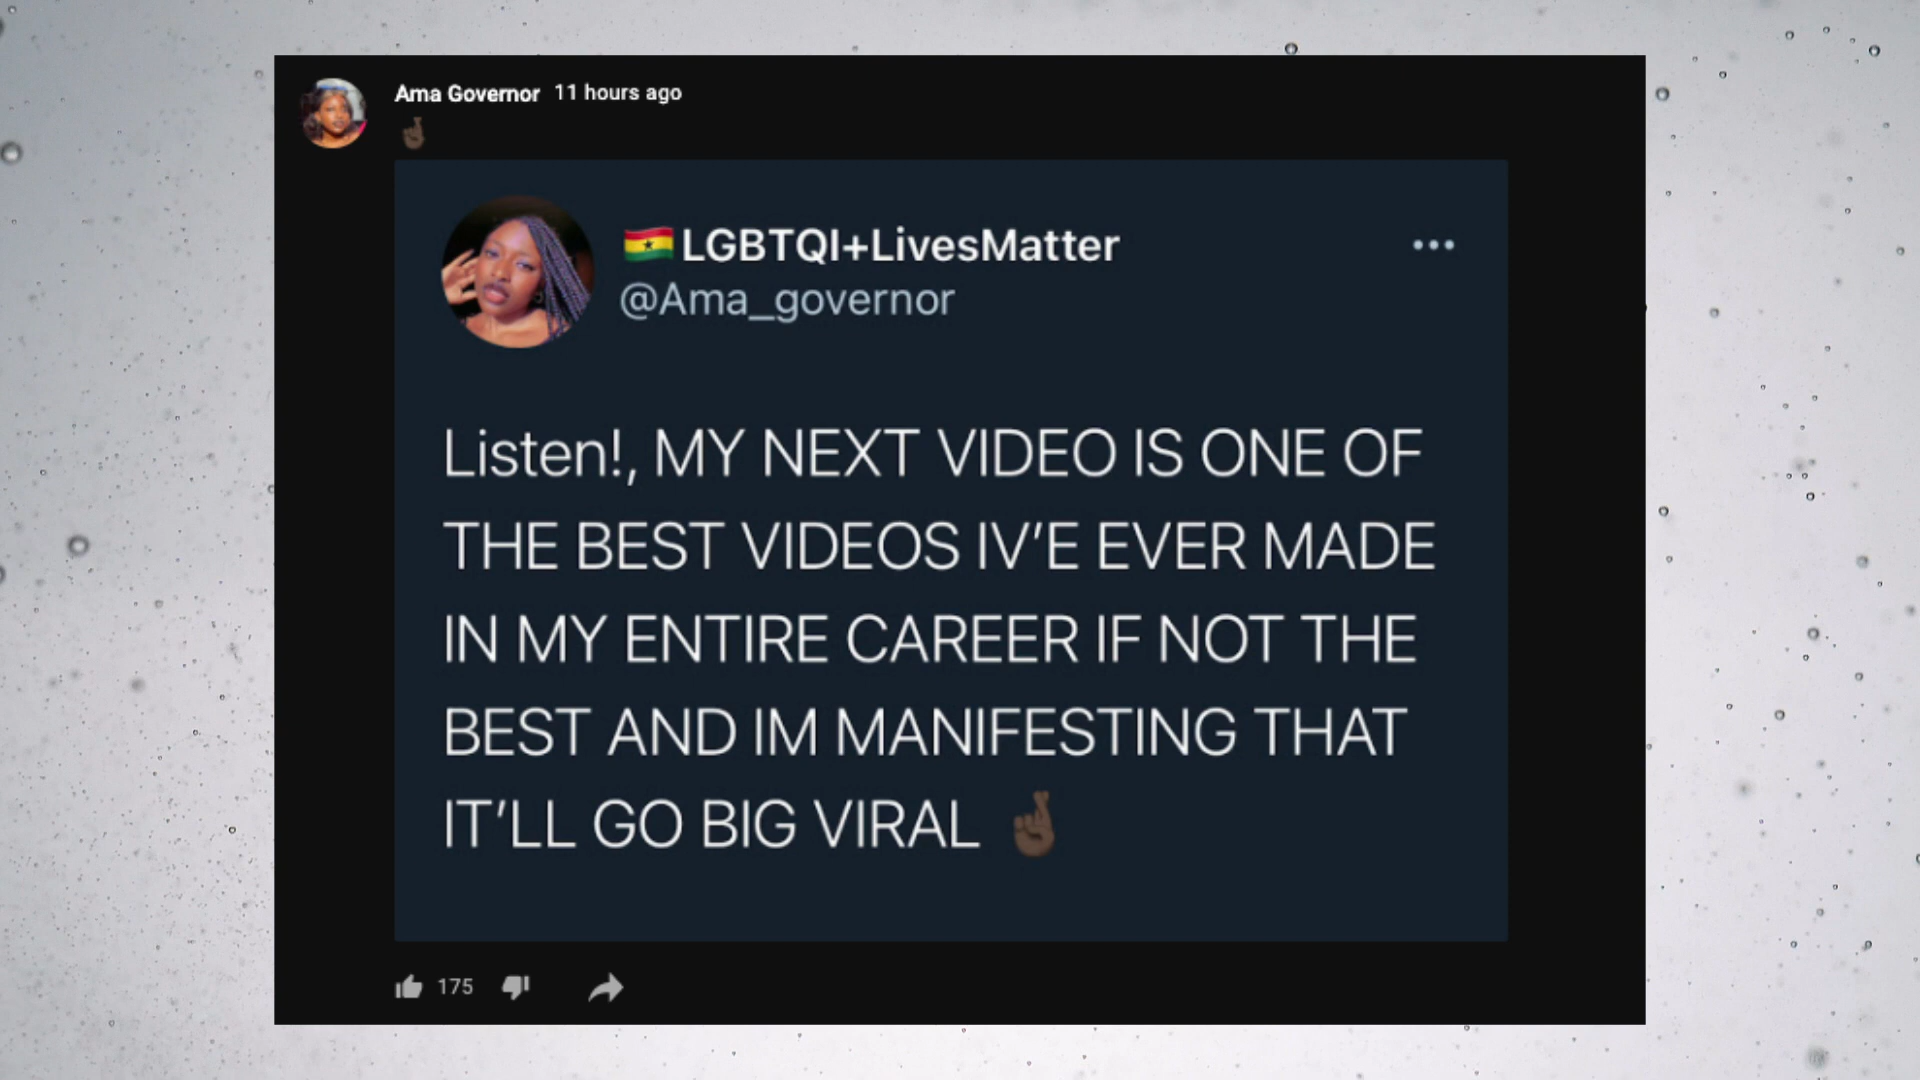 Ama Governor 11 hours ago
🤞🏿
🇬🇭LGBTQI+LivesMatter
@Ama_governor
Listen!, MY NEXT VIDEO IS ONE OF
THE BEST VIDEOS IV'E EVER MADE
IN MY ENTIRE CAREER IF NOT THE
BEST AND IM MANIFESTING THAT
IT'LL GO BIG VIRAL 🤞🏿
175